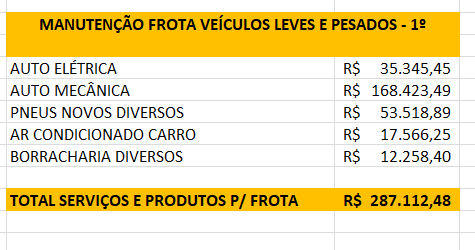 MANUTENÇÃO FROTA VEÍCULOS LEVES E PESADOS - 1º
AUTO ELÉTRICA R$ 35.345,45
AUTO MECÂNICA R$ 168.423,49
PNEUS NOVOS DIVERSOS R$ 53.518,89
AR CONDICIONADO CARRO R$ 17.566,25
BORRACHARIA DIVERSOS R$ 12.258,40
TOTAL SERVIÇOS E PRODUTOS P/ FROTA R$ 287.112,48